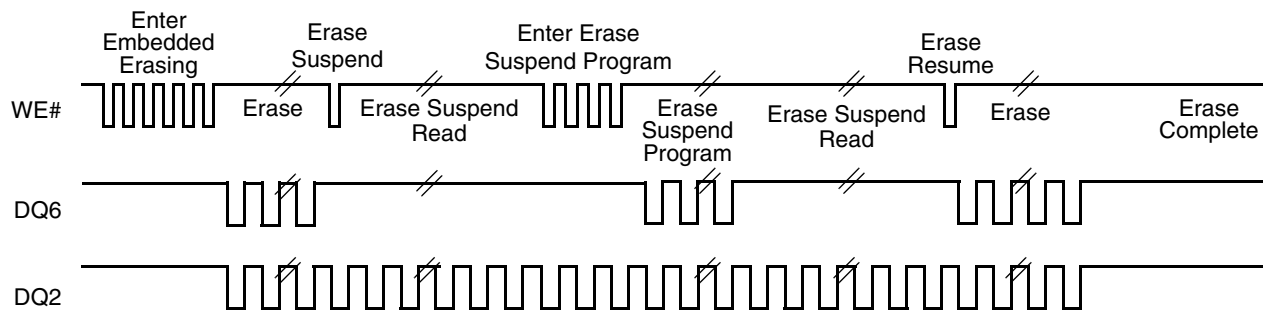 Enter
Embedded
Erasing
Erase
Suspend
Enter Erase
Suspend Program
Erase
Resume
WE#
Erase
Erase Suspend
Read
Erase
Suspend
Program
Erase Suspend
Read
Erase
Erase
Complete
DQ6
DQ2